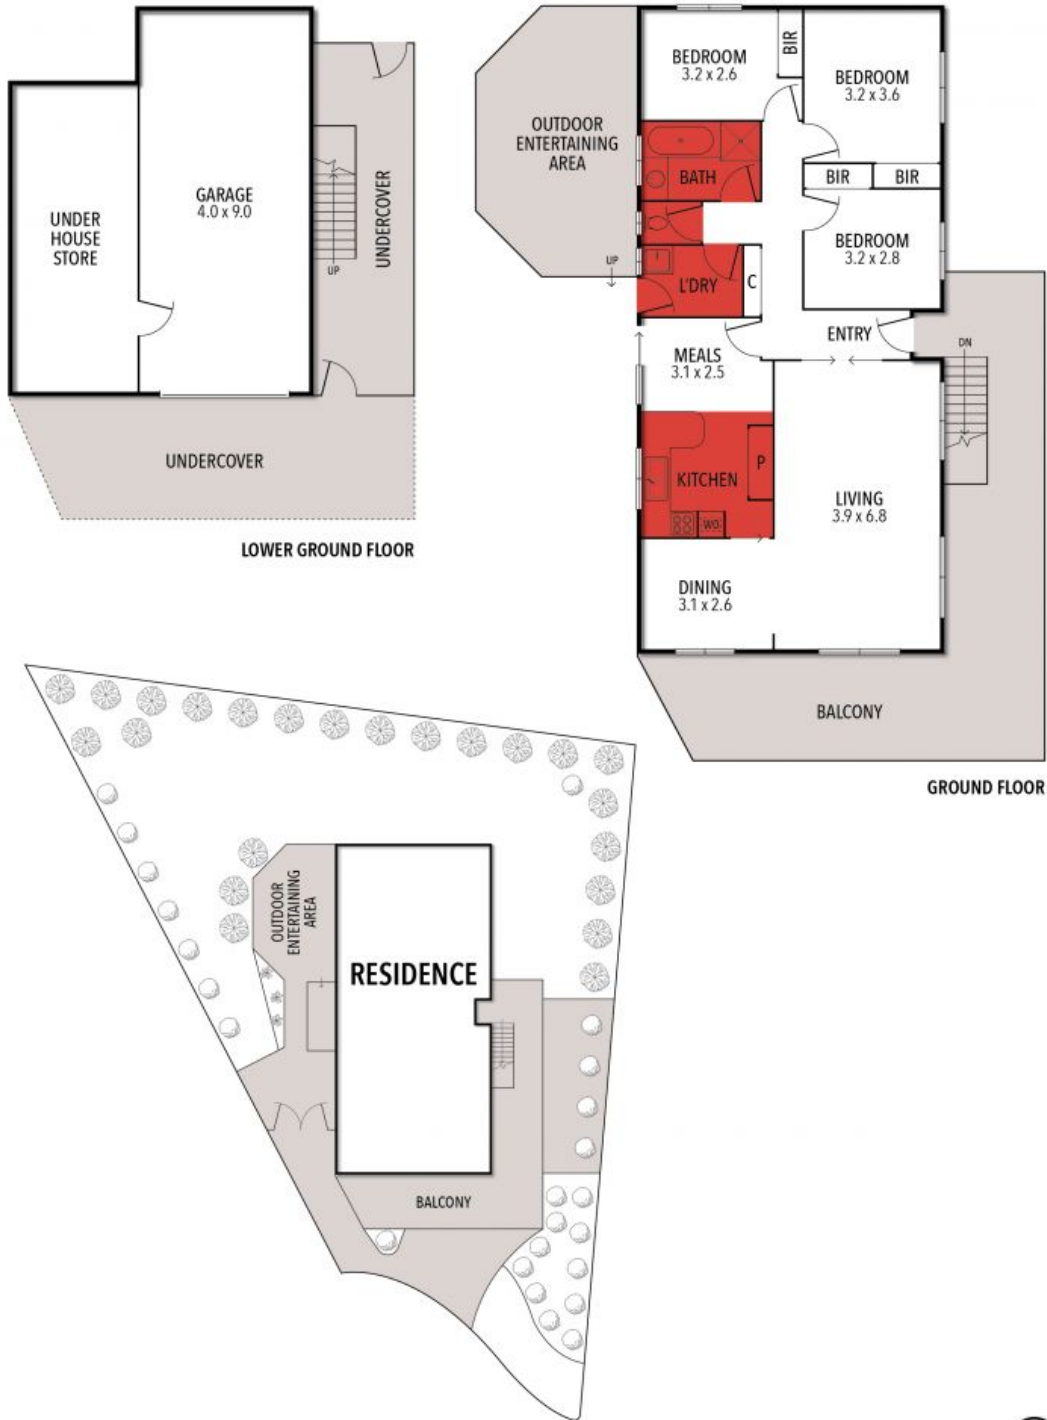 UNDER
HOUSE
STORE
GARAGE
4.0 x 9.0
UP
UNDERCOVER
UNDERCOVER
LOWER GROUND FLOOR
OUTDOOR
ENTERTAINING
AREA
UP
BEDROOM
3.2 x 2.6
BIR
BEDROOM
3.2 x 3.6
BATH
BIR
BIR
BEDROOM
3.2 x 2.8
L'DRY
C
ENTRY
DN
MEALS
3.1 x 2.5
KITCHEN
P
WO
LIVING
3.9 x 6.8
DINING
3.1 x 2.6
BALCONY
GROUND FLOOR
OUTDOOR
ENTERTAINING
AREA
RESIDENCE
BALCONY